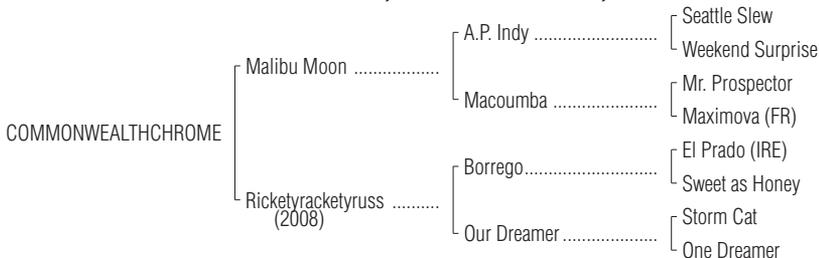 Seattle Slew
A.P. Indy ........................
Weekend Surprise
Malibu Moon ..................
Mr. Prospector
Macoumba ....................
Maximova (FR)
COMMONWEALTHCHROME
El Prado (IRE)
Borrego..........................
Sweet as Honey
Ricketyracketyruss ..........
(2008)
Storm Cat
Our Dreamer..................
One Dreamer